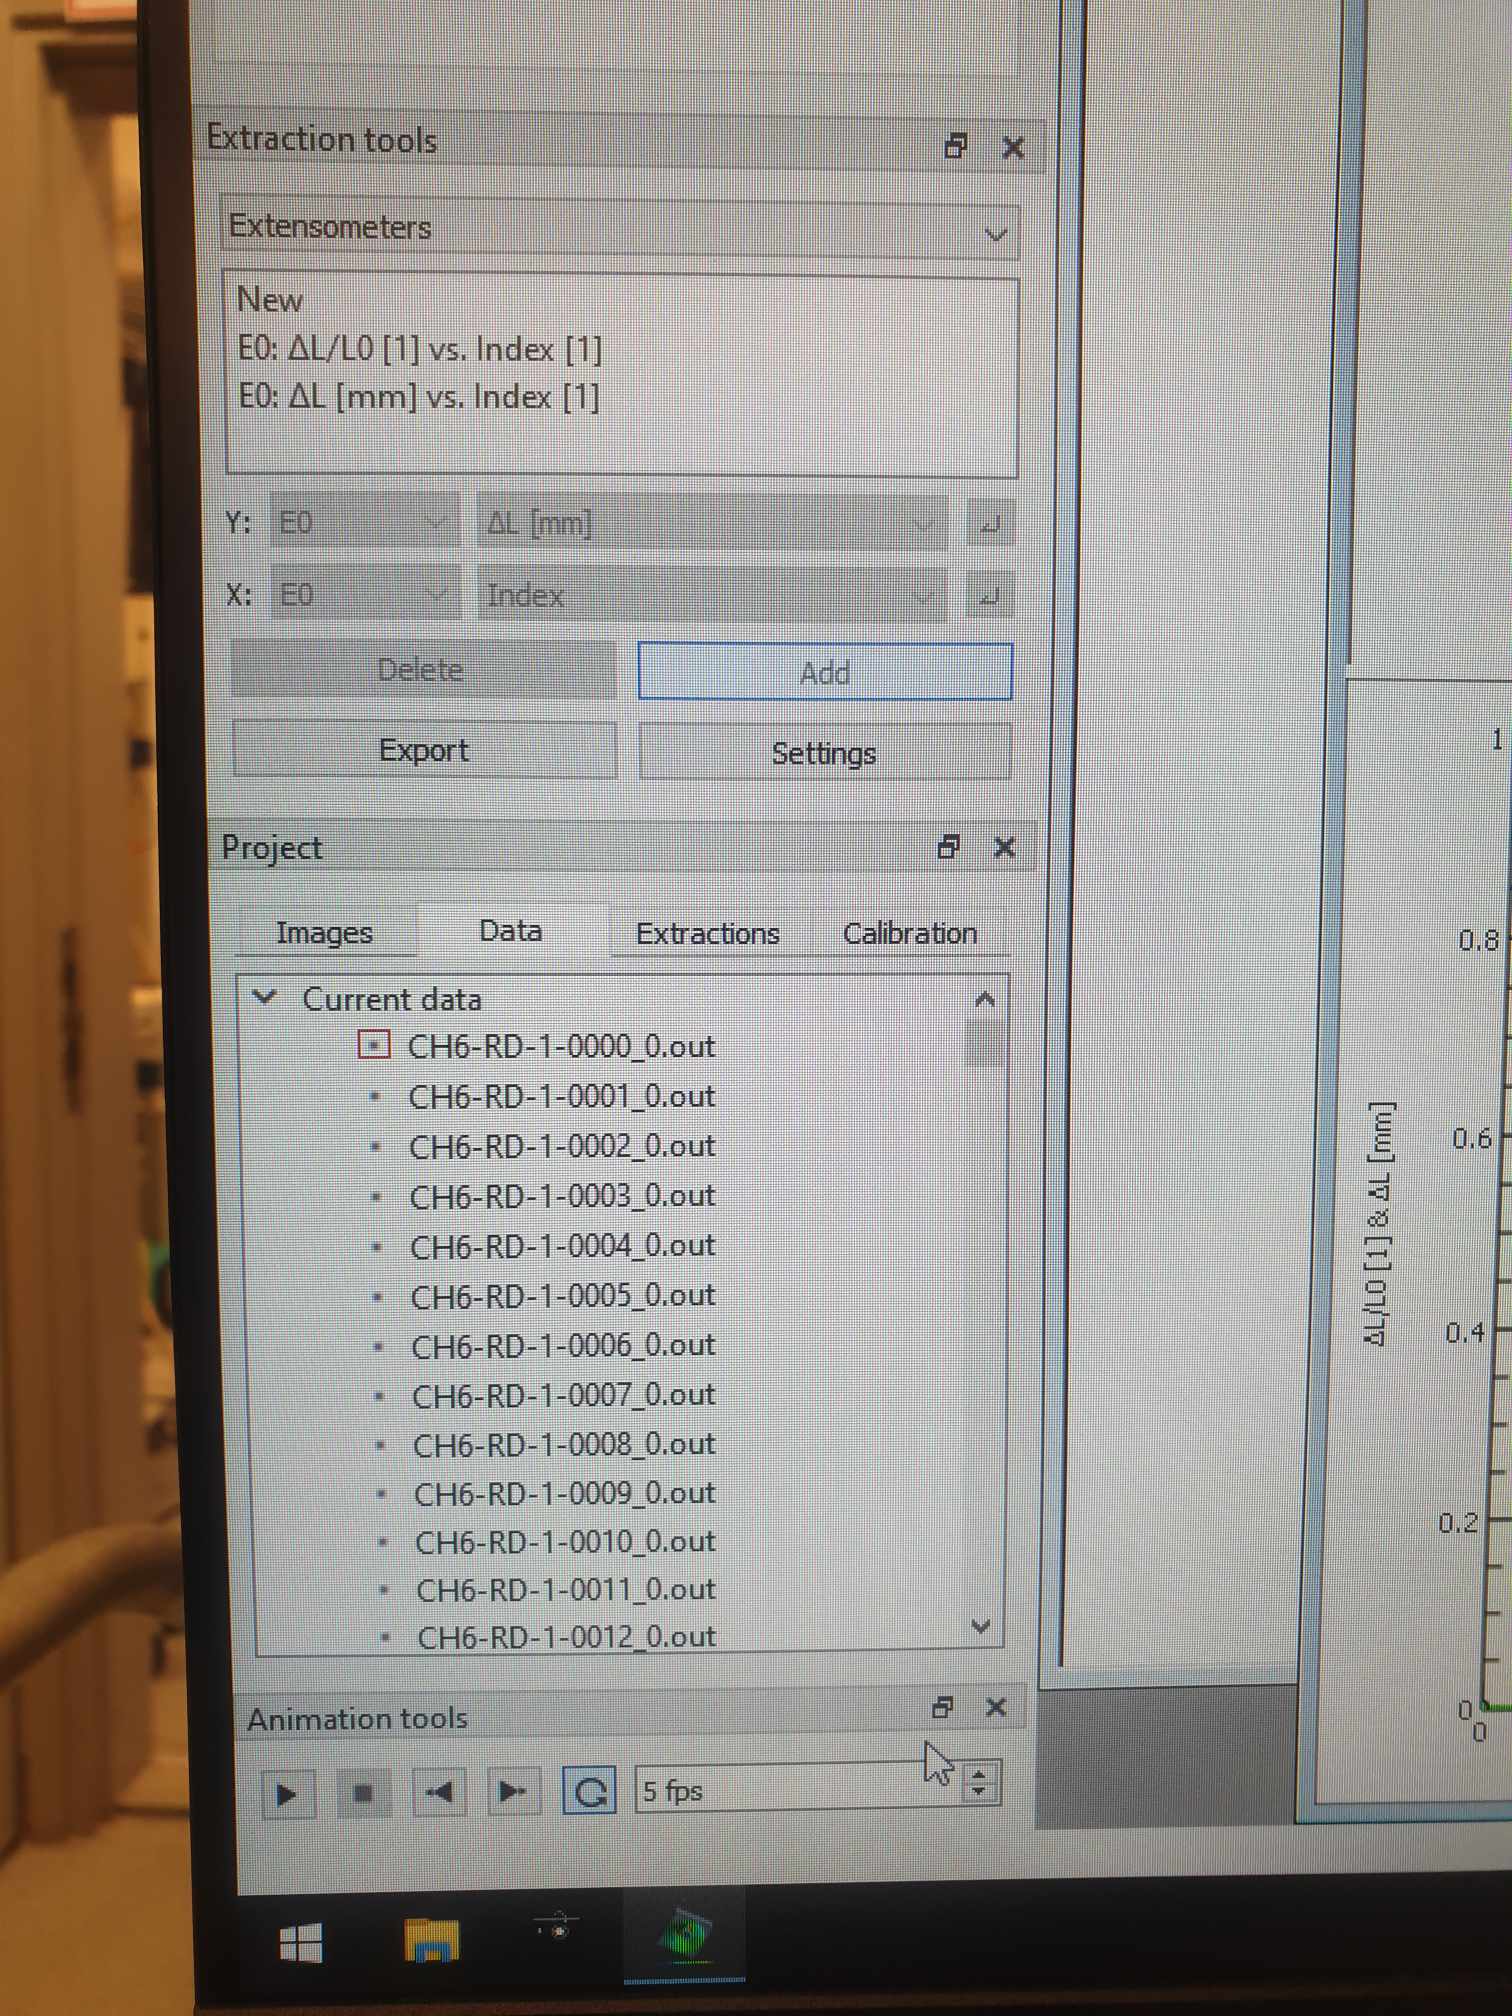 Extraction tools
Extensometers
New
E0: ΔL/L0 [1] vs. Index [1]
E0: ΔL [mm] vs. Index [1]
Y: E0 ΔL [mm]
X: E0 Index
Delete Add
Export Settings
Project
Images Data Extractions Calibration
Current data
CH6-RD-1-0000_0.out
CH6-RD-1-0001_0.out
CH6-RD-1-0002_0.out
CH6-RD-1-0003_0.out
CH6-RD-1-0004_0.out
CH6-RD-1-0005_0.out
CH6-RD-1-0006_0.out
CH6-RD-1-0007_0.out
CH6-RD-1-0008_0.out
CH6-RD-1-0009_0.out
CH6-RD-1-0010_0.out
CH6-RD-1-0011_0.out
CH6-RD-1-0012_0.out
Animation tools
5 fps
1
0.8
0.6
0.4
0.2
0
0
ΔL/L0 [1] & ΔL [mm]